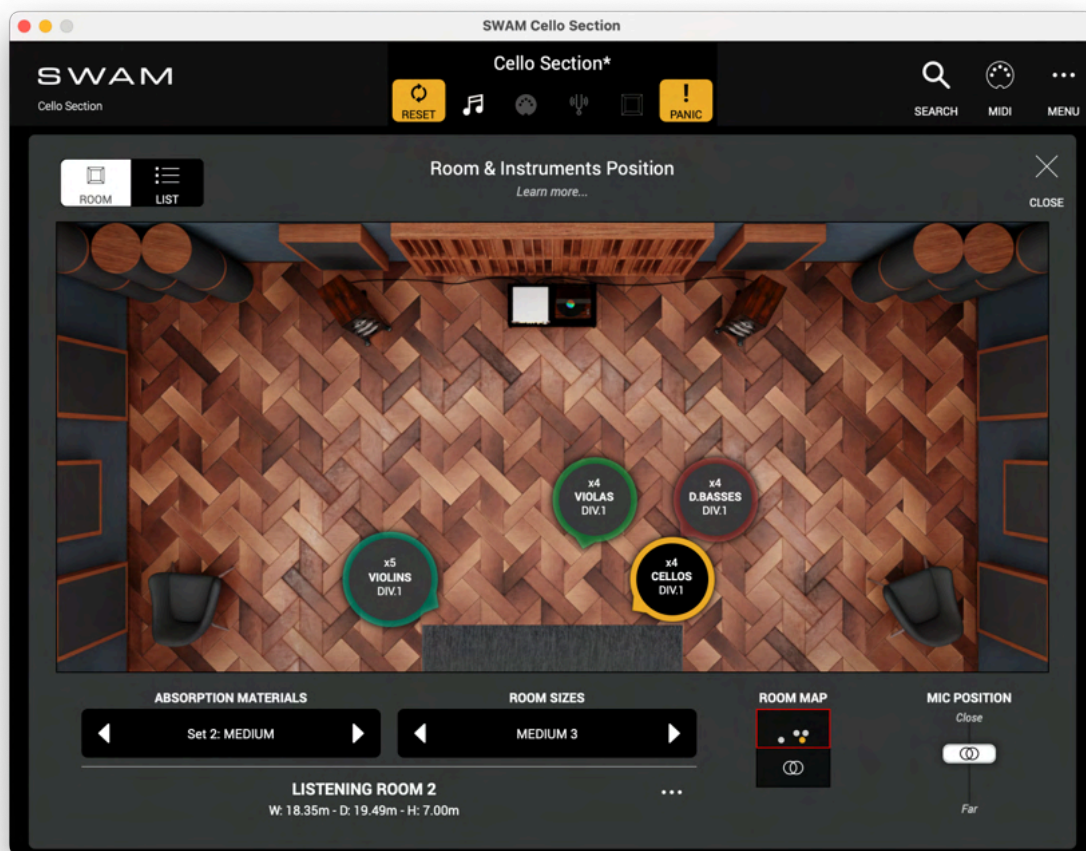 SWAM Cello Section
SWAM
Cello Section
Cello Section*
RESET
PANIC
SEARCH
MIDI
MENU
ROOM
LIST
Room & Instruments Position
Learn more...
CLOSE
x4
VIOLAS
DIV.1
x4
D.BASSES
DIV.1
x5
VIOLINS
DIV.1
x4
CELLOS
DIV.1
ABSORPTION MATERIALS
Set 2: MEDIUM
ROOM SIZES
MEDIUM 3
ROOM MAP
MIC POSITION
Close
Far
LISTENING ROOM 2
W: 18.35m - D: 19.49m - H: 7.00m